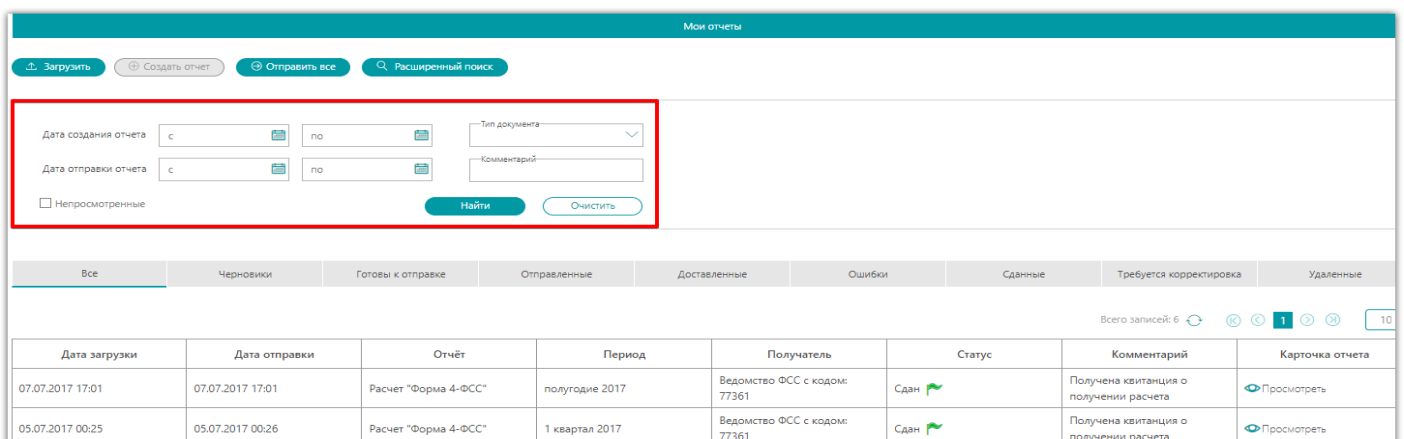 Мои отчеты
Загрузить Создать отчет Отправить все Расширенный поиск
Дата создания отчета с по Тип документа
Дата отправки отчета с по Комментарий
Непросмотренные Найти Очистить
Все Черновики Готовы к отправке Отправленные Доставленные Ошибки Сданные Требуется корректировка Удаленные
Всего записей: 6 1 10
Дата загрузки Дата отправки Отчёт Период Получатель Статус Комментарий Карточка отчета
07.07.2017 17:01 07.07.2017 17:01 Расчет "Форма 4-ФСС" полугодие 2017 Ведомство ФСС с кодом: Сдан Получена квитанция о Просмотреть
77361 получении расчета
05.07.2017 00:25 05.07.2017 00:26 Расчет "Форма 4-ФСС" 1 квартал 2017 Ведомство ФСС с кодом: Сдан Получена квитанция о Просмотреть
77361 получении расчета